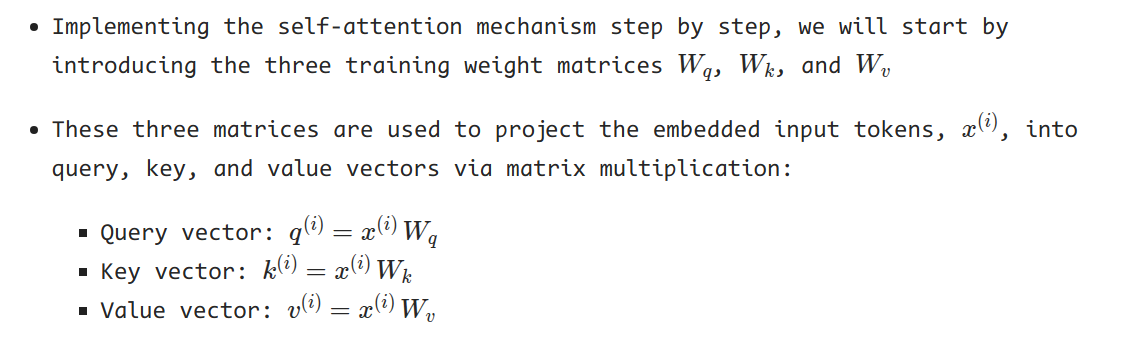 • Implementing the self-attention mechanism step by step, we will start by
introducing the three training weight matrices $W_q$, $W_k$, and $W_v$
• These three matrices are used to project the embedded input tokens, $x^{(i)}$, into
query, key, and value vectors via matrix multiplication:
▪ Query vector: $q^{(i)} = x^{(i)} W_q$
▪ Key vector: $k^{(i)} = x^{(i)} W_k$
▪ Value vector: $v^{(i)} = x^{(i)} W_v$